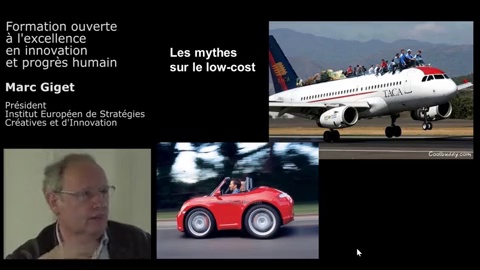 Formation ouverte
à l'excellence
en innovation
et progrès humain
Marc Giget
Président
Institut Européen de Stratégies
Créatives et d'Innovation
Les mythes
sur le low-cost
TACA
Coolbuddy.com